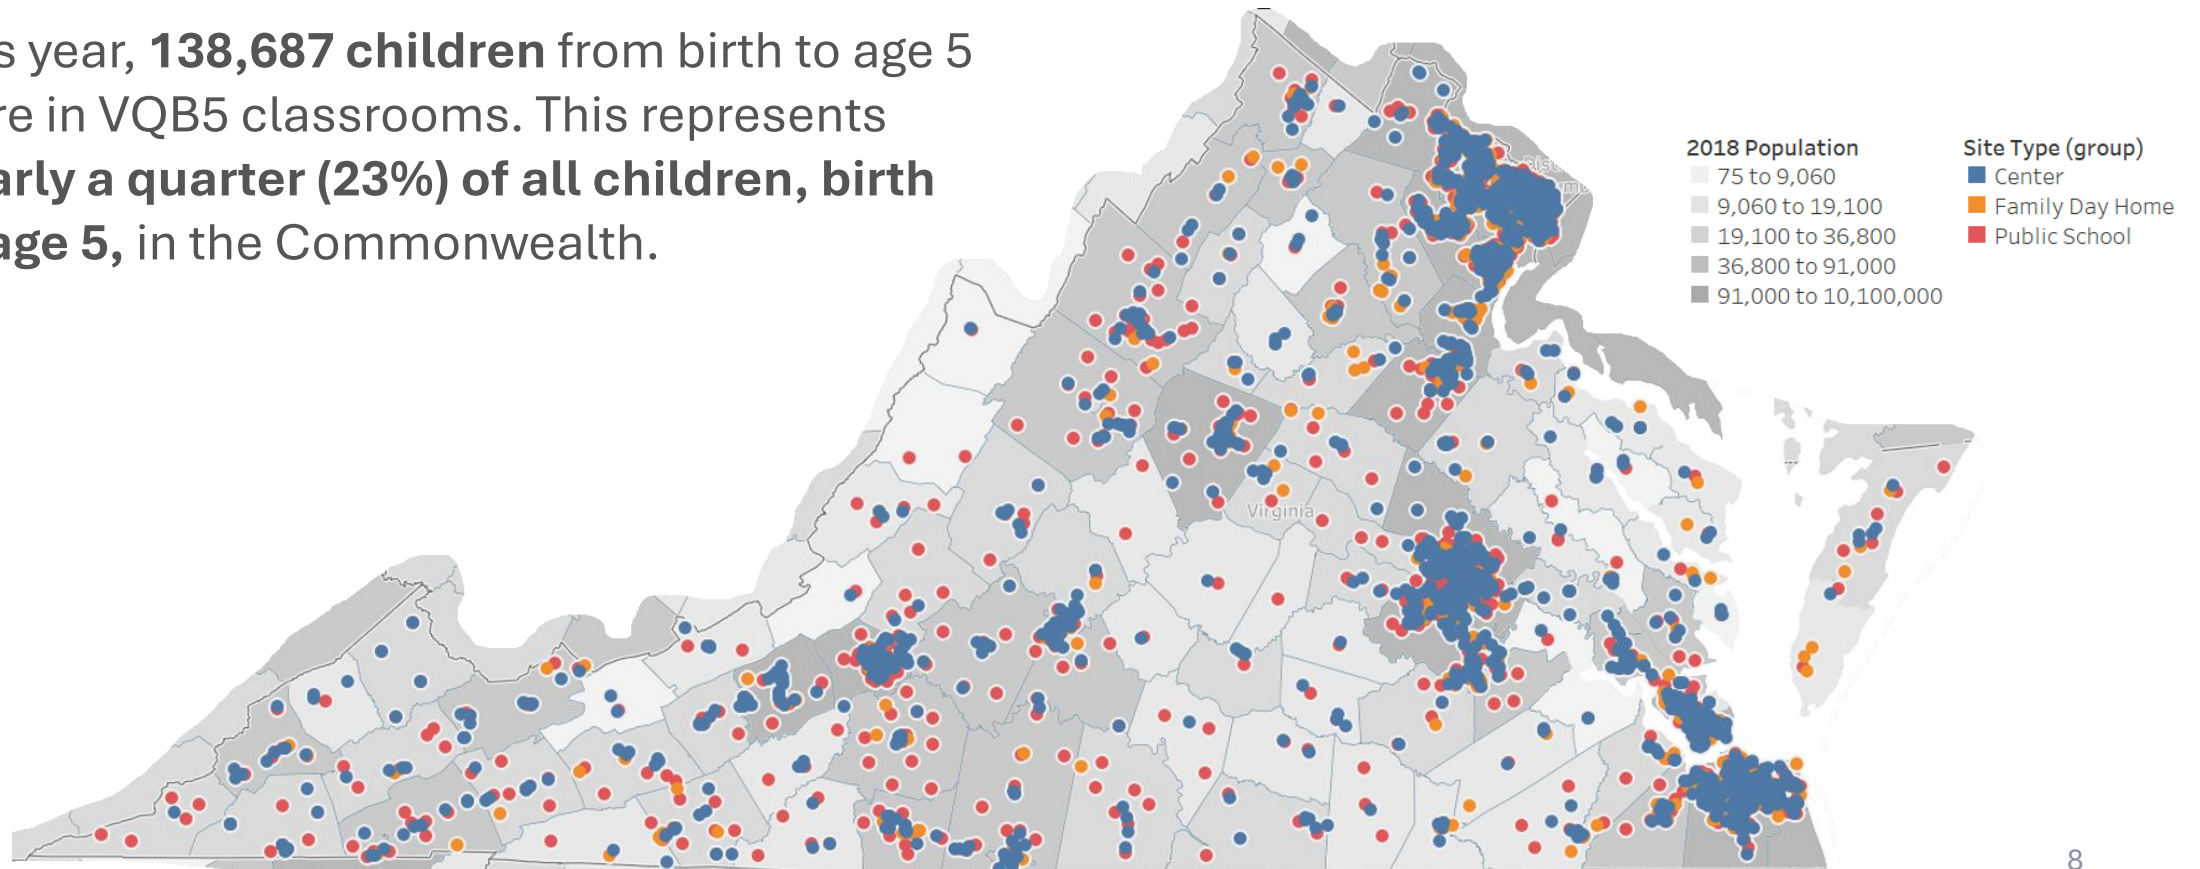 s year, 138,687 children from birth to age 5
re in VQB5 classrooms. This represents
arly a quarter (23%) of all children, birth
age 5, in the Commonwealth.
2018 Population
75 to 9,060
9,060 to 19,100
19,100 to 36,800
36,800 to 91,000
91,000 to 10,100,000
Site Type (group)
Center
Family Day Home
Public School
Virginia
8